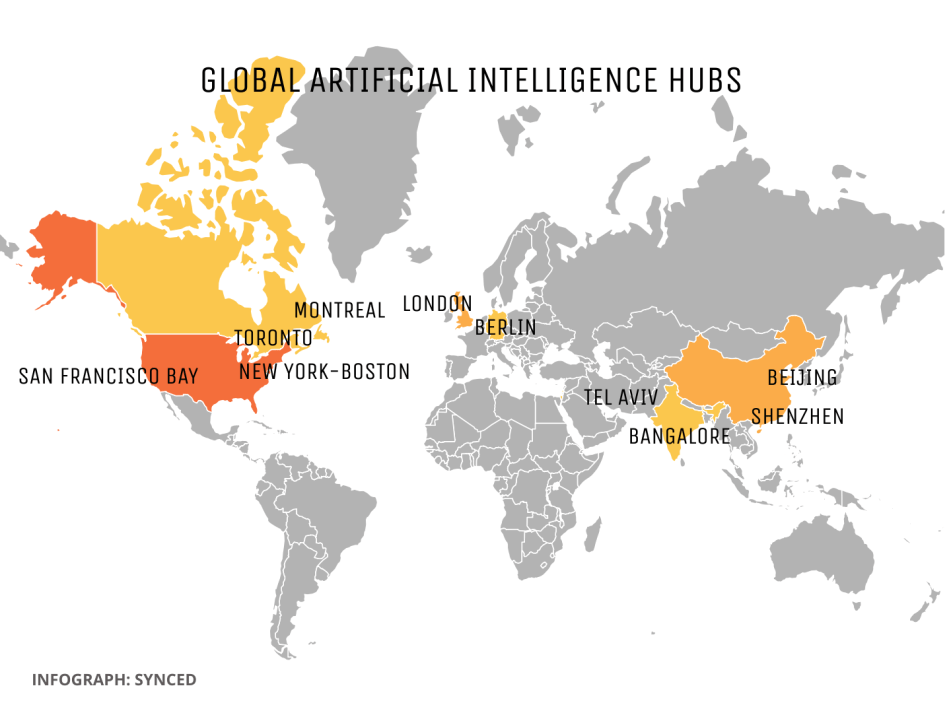 GLOBAL ARTIFICIAL INTELLIGENCE HUBS
MONTREAL
LONDON
BERLIN
TORONTO
SAN FRANCISCO BAY
NEW YORK-BOSTON
BEIJING
TEL AVIV
SHENZHEN
BANGALORE
INFOGRAPH: SYNCED